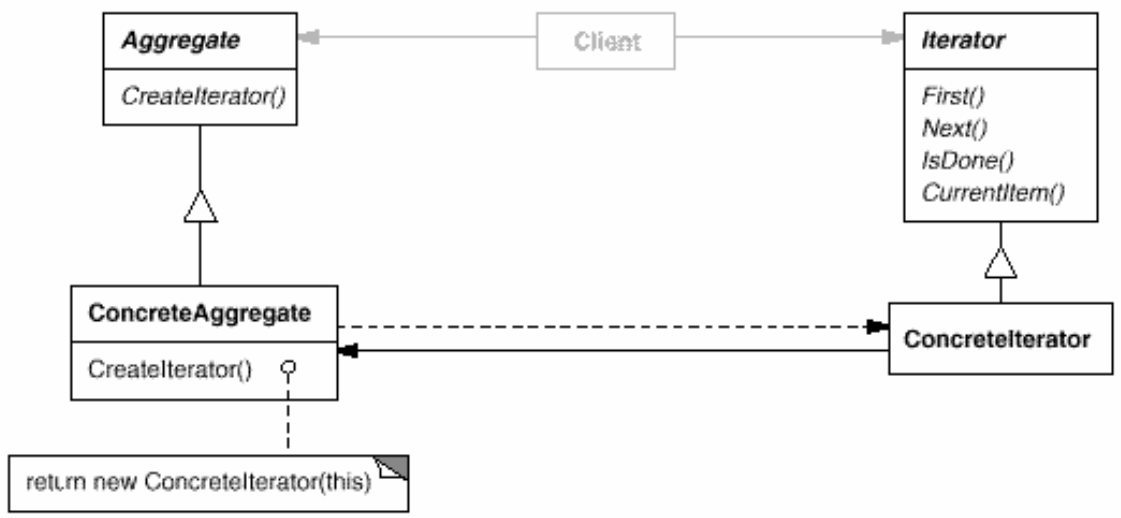 Aggregate
CreateIterator()
Client
Iterator
First()
Next()
IsDone()
CurrentItem()
ConcreteAggregate
CreateIterator()
ConcreteIterator
return new ConcreteIterator(this)